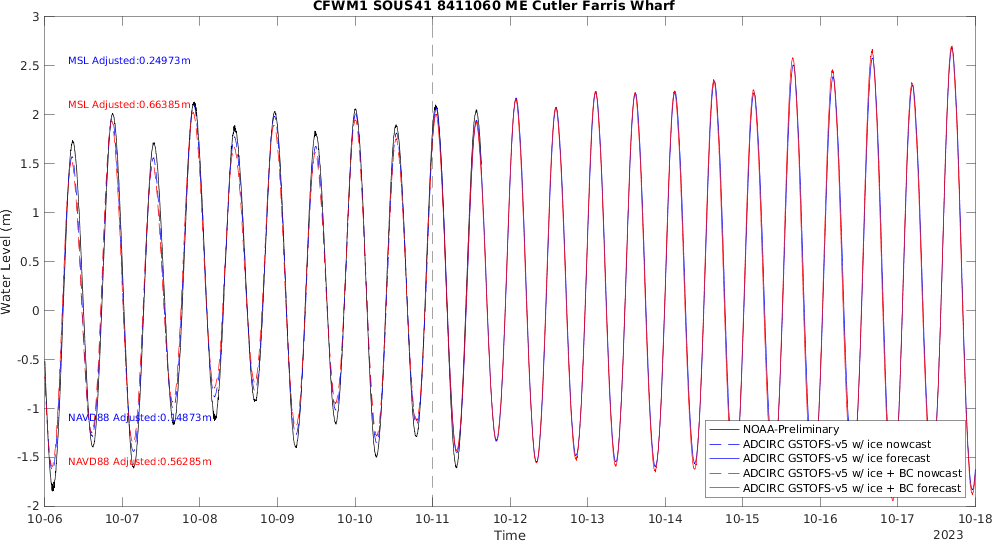 CFWM1 SOUS41 8411060 ME Cutler Farris Wharf
3
2.5
2
1.5
1
0.5
0
-0.5
-1
-1.5
-2
Water Level (m)
MSL Adjusted:0.24973m
MSL Adjusted:0.66385m
NAVD88 Adjusted:0.14873m
NAVD88 Adjusted:0.56285m
NOAA-Preliminary
ADCIRC GSTOFS-v5 w/ ice nowcast
ADCIRC GSTOFS-v5 w/ ice forecast
ADCIRC GSTOFS-v5 w/ ice + BC nowcast
ADCIRC GSTOFS-v5 w/ ice + BC forecast
10-06 10-07 10-08 10-09 10-10 10-11 10-12 10-13 10-14 10-15 10-16 10-17 10-18
Time
2023